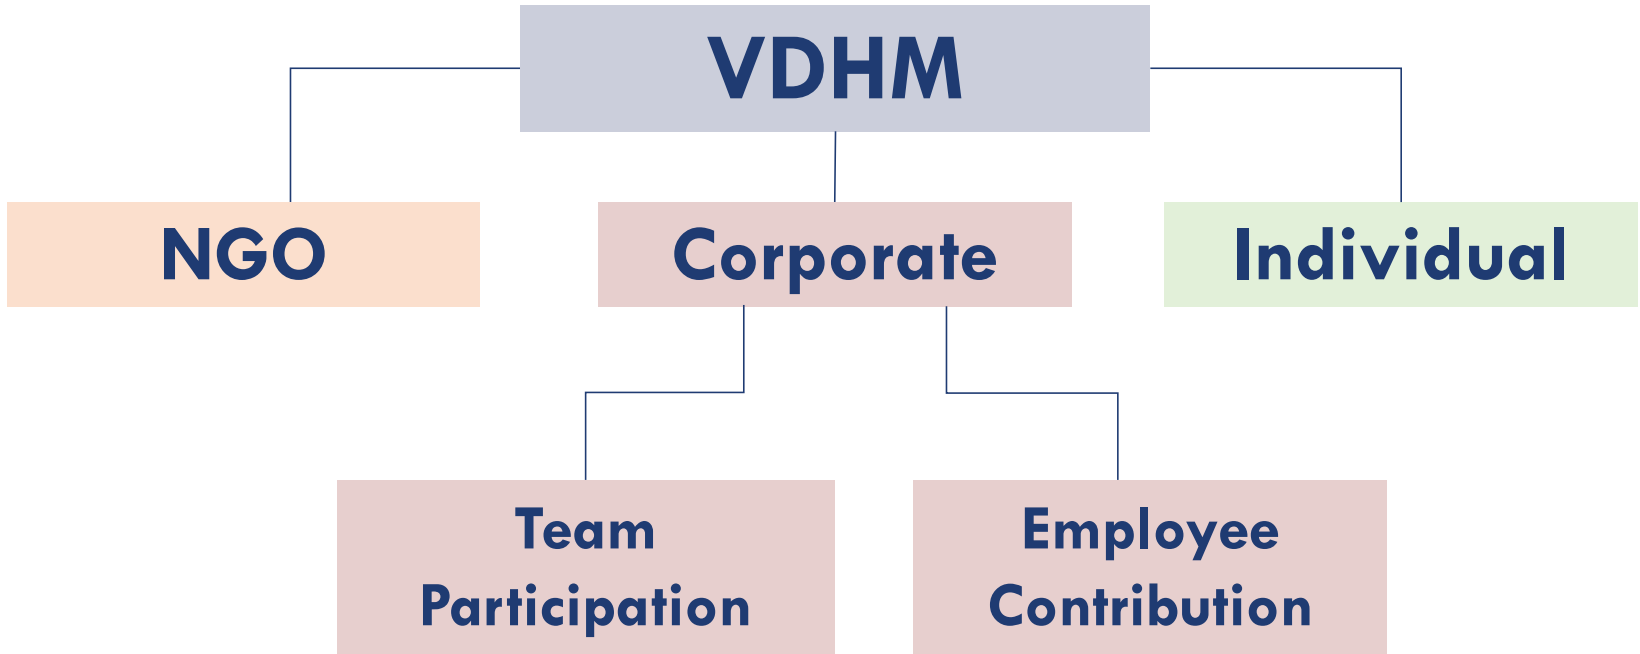 VDHM
NGO
Corporate
Individual
Team
Participation
Employee
Contribution